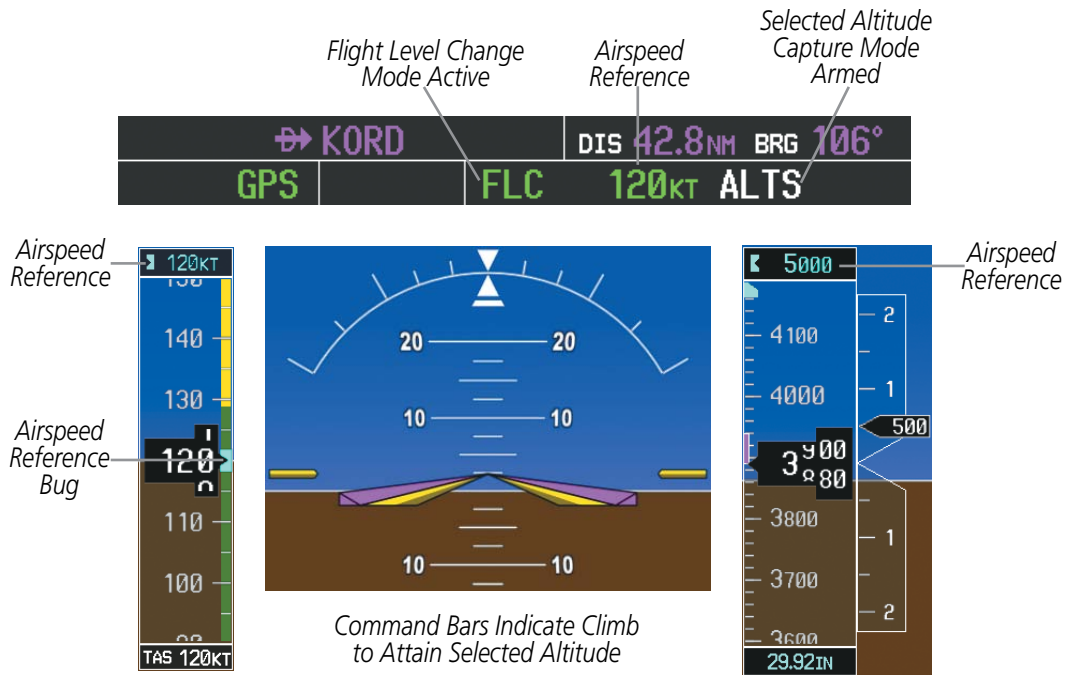 Flight Level Change
Mode Active
Airspeed
Reference
Selected Altitude
Capture Mode
Armed
KORD
DIS 42.8NM BRG 106°
GPS FLC 120KT ALTS
Airspeed
Reference
120KT
140
130
120
110
100
TAS 120KT
Airspeed
Reference
Bug
20 20
10 10
10 10
Command Bars Indicate Climb
to Attain Selected Altitude
5000
4100
4000
3900
880
3800
3700
3600
29.92IN
2
1
500
1
2
Airspeed
Reference